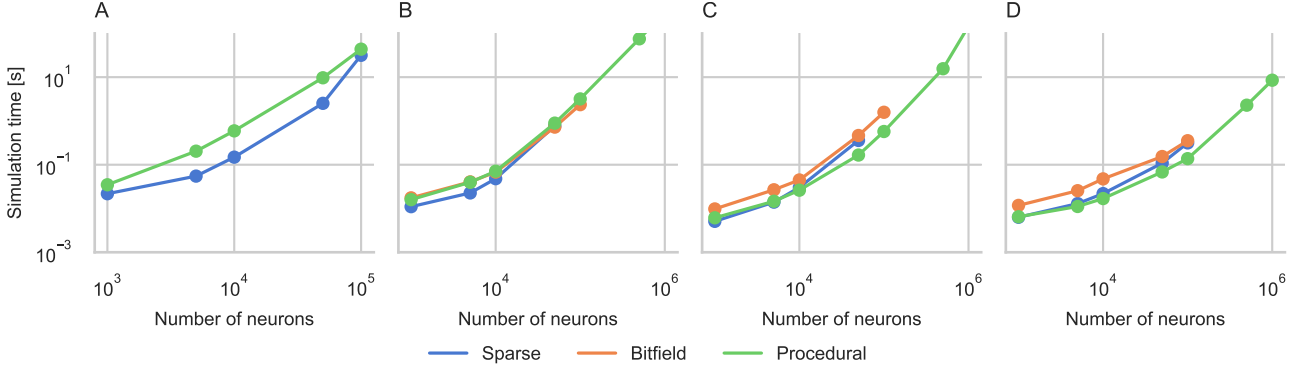 A B C D
Simulation time [s]
10^1
10^−1
10^−3
10^3 10^4 10^5 10^4 10^6 10^4 10^6 10^4 10^6
Number of neurons Number of neurons Number of neurons Number of neurons
Sparse Bitfield Procedural